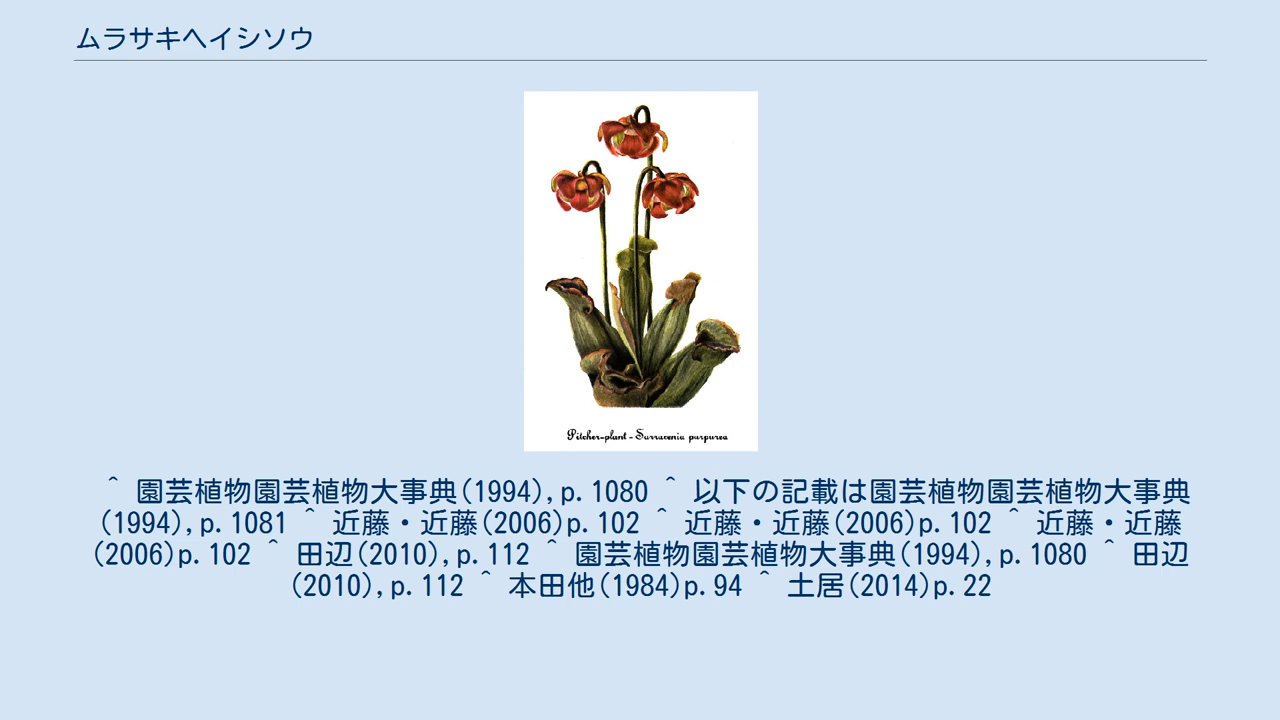 ムラサキヘイシソウ
Pitcher-plant - Sarracenia purpurea
^ 園芸植物園芸植物大事典(1994),p.1080 ^ 以下の記載は園芸植物園芸植物大事典
(1994),p.1081 ^ 近藤・近藤(2006)p.102 ^ 近藤・近藤(2006)p.102 ^ 近藤・近藤
(2006)p.102 ^ 田辺(2010),p.112 ^ 園芸植物園芸植物大事典(1994),p.1080 ^ 田辺
(2010),p.112 ^ 本田他(1984)p.94 ^ 土居(2014)p.22